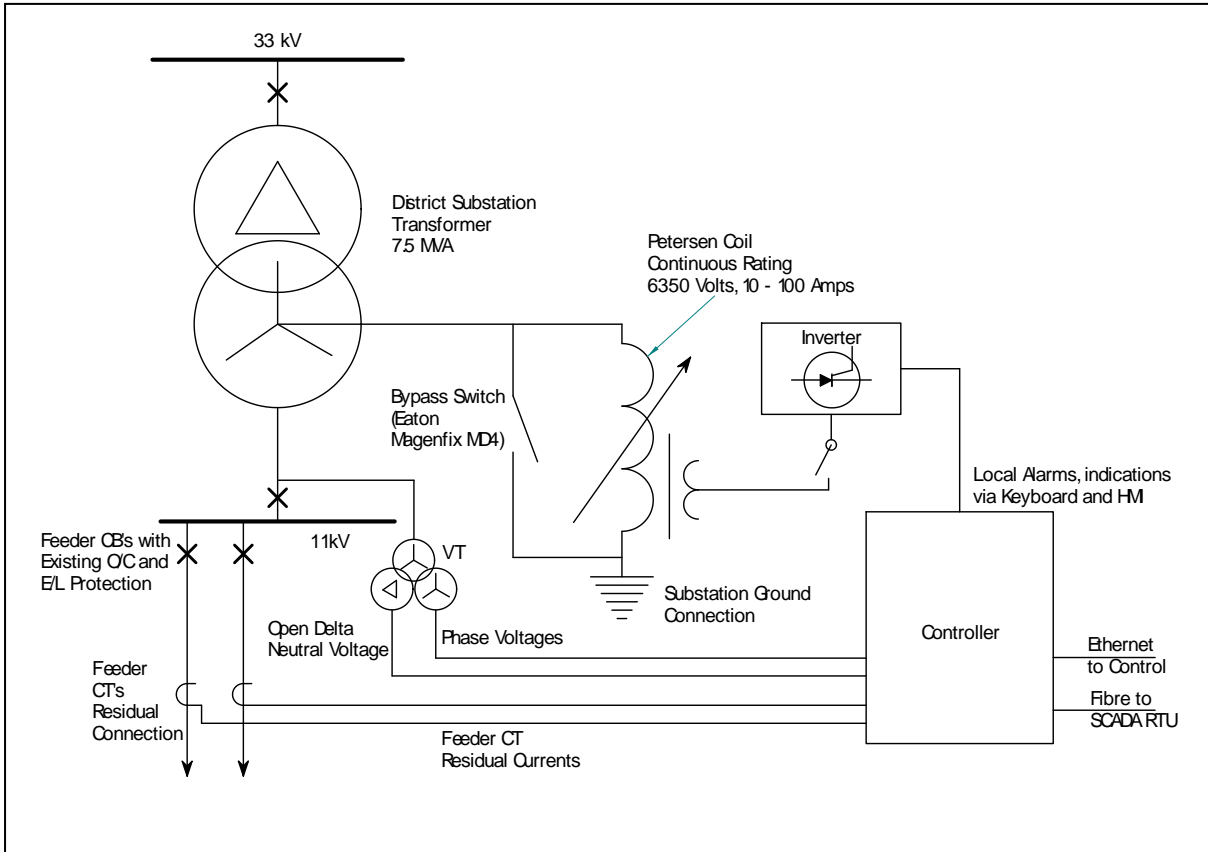 33 kV
District Substation
Transformer
7.5 MVA
Petersen Coil
Continuous Rating
6350 Volts, 10 - 100 Amps
Inverter
Bypass Switch
(Eaton
Magenfix MD4)
Local Alarms, indications
via Keyboard and HMI
Feeder CB's with
Existing O/C and
E/L Protection
11kV
VT
Substation Ground
Connection
Open Delta
Neutral Voltage
Phase Voltages
Controller
Ethernet
to Control
Feeder
CT's
Residual
Connection
Fibre to
SCADA RTU
Feeder CT
Residual Currents